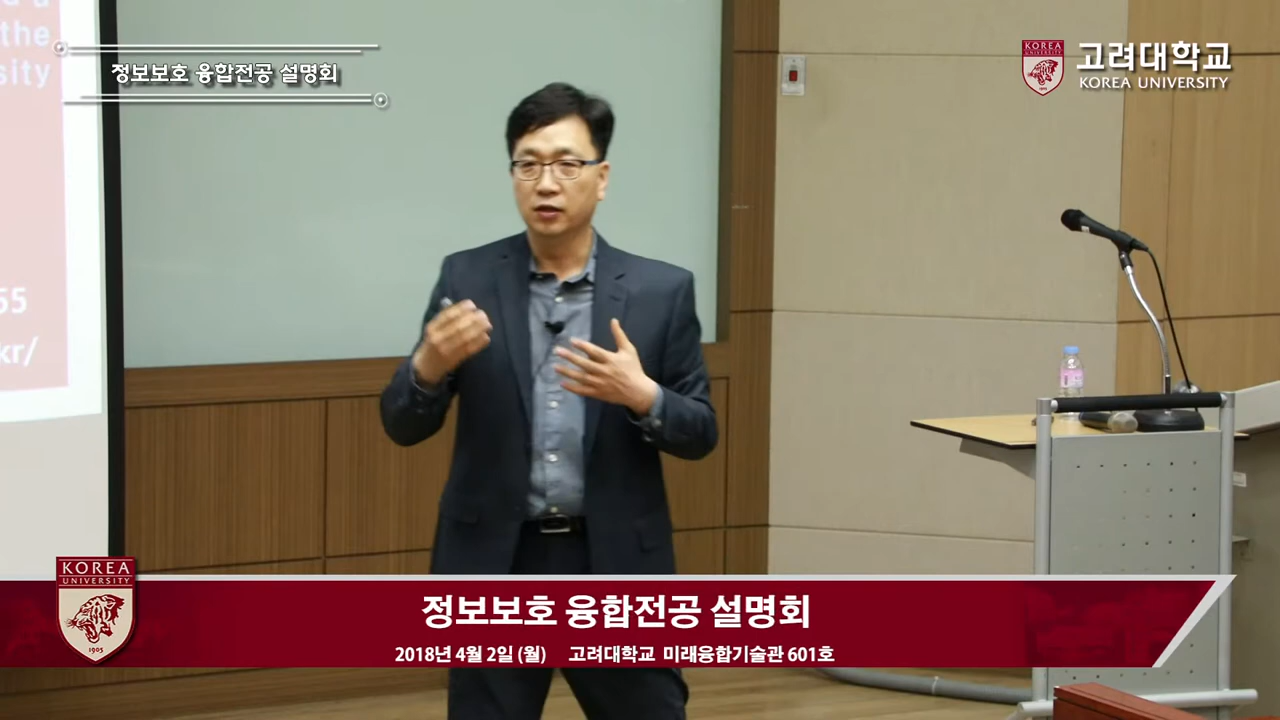 the
sity
정보보호 융합전공 설명회
KOREA
고려대학교
KOREA UNIVERSITY
55
kr/
KOREA
UNIVERSITY
1905
정보보호 융합전공 설명회
2018년 4월 2일 (월) 고려대학교 미래융합기술관 601호